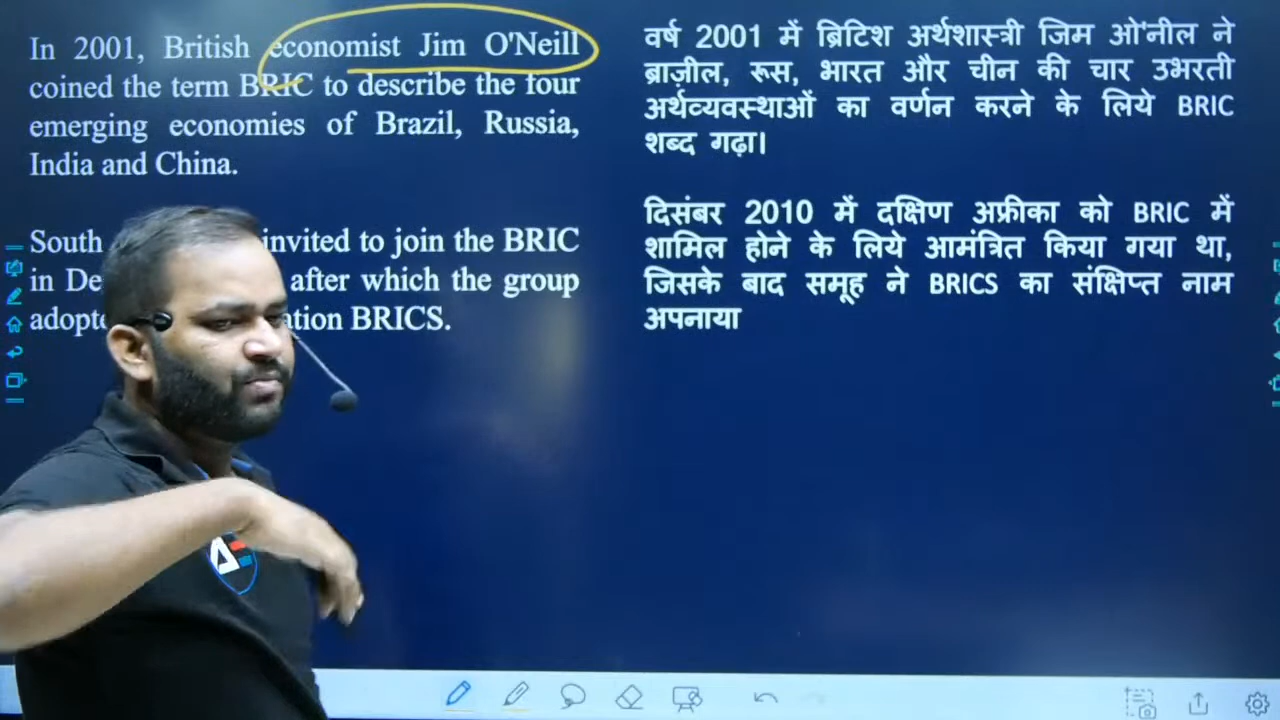 In 2001, British economist Jim O'Neill
coined the term BRIC to describe the four
emerging economies of Brazil, Russia,
India and China.
South invited to join the BRIC
in De after which the group
adopte ation BRICS.
वर्ष 2001 में ब्रिटिश अर्थशास्त्री जिम ओ'नील ने
ब्राज़ील, रूस, भारत और चीन की चार उभरती
अर्थव्यवस्थाओं का वर्णन करने के लिये BRIC
शब्द गढ़ा।
दिसंबर 2010 में दक्षिण अफ्रीका को BRIC में
शामिल होने के लिये आमंत्रित किया गया था,
जिसके बाद समूह ने BRICS का संक्षिप्त नाम
अपनाया